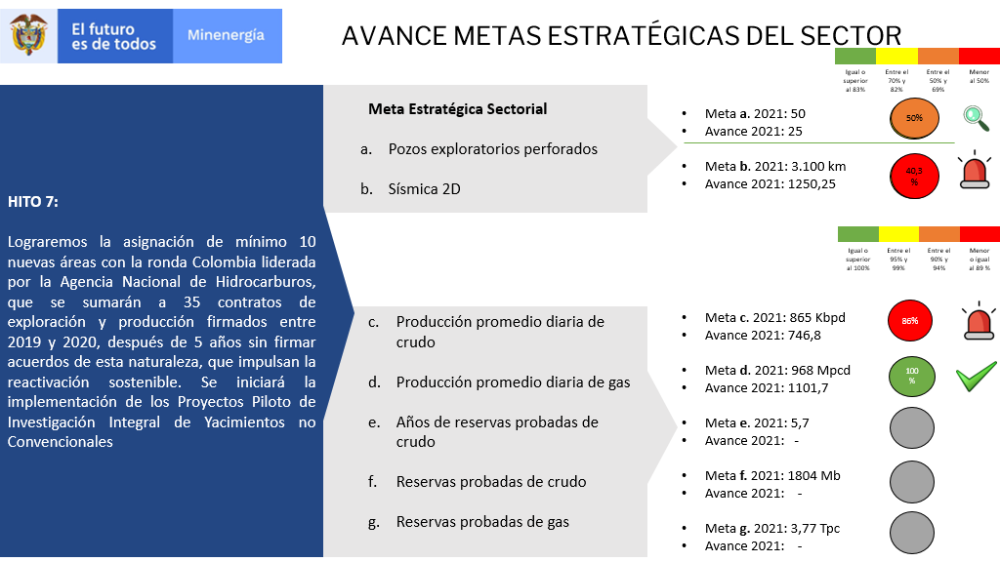 El futuro
es de todos
Minenergía
AVANCE METAS ESTRATÉGICAS DEL SECTOR
Igual o
superior
al 83%
Entre el
70% y
82%
Entre el
50% y
69%
Menor
al 50%
HITO 7:
Lograremos la asignación de mínimo 10
nuevas áreas con la ronda Colombia liderada
por la Agencia Nacional de Hidrocarburos,
que se sumarán a 35 contratos de
exploración y producción firmados entre
2019 y 2020, después de 5 años sin firmar
acuerdos de esta naturaleza, que impulsan la
reactivación sostenible. Se iniciará la
implementación de los Proyectos Piloto de
Investigación Integral de Yacimientos no
Convencionales
Meta Estratégica Sectorial
a. Pozos exploratorios perforados
b. Sísmica 2D
• Meta a. 2021: 50
• Avance 2021: 25
50%
• Meta b. 2021: 3.100 km
• Avance 2021: 1250,25
40,3
%
Igual o
superior
al 100%
Entre el
95% y
99%
Entre el
90% y
94%
Menor
o igual
al 89 %
c. Producción promedio diaria de
crudo
d. Producción promedio diaria de gas
e. Años de reservas probadas de
crudo
f. Reservas probadas de crudo
g. Reservas probadas de gas
• Meta c. 2021: 865 Kbpd
• Avance 2021: 746,8
86%
• Meta d. 2021: 968 Mpcd
• Avance 2021: 1101,7
100
%
• Meta e. 2021: 5,7
• Avance 2021: -
• Meta f. 2021: 1804 Mb
• Avance 2021: -
• Meta g. 2021: 3,77 Tpc
• Avance 2021: -